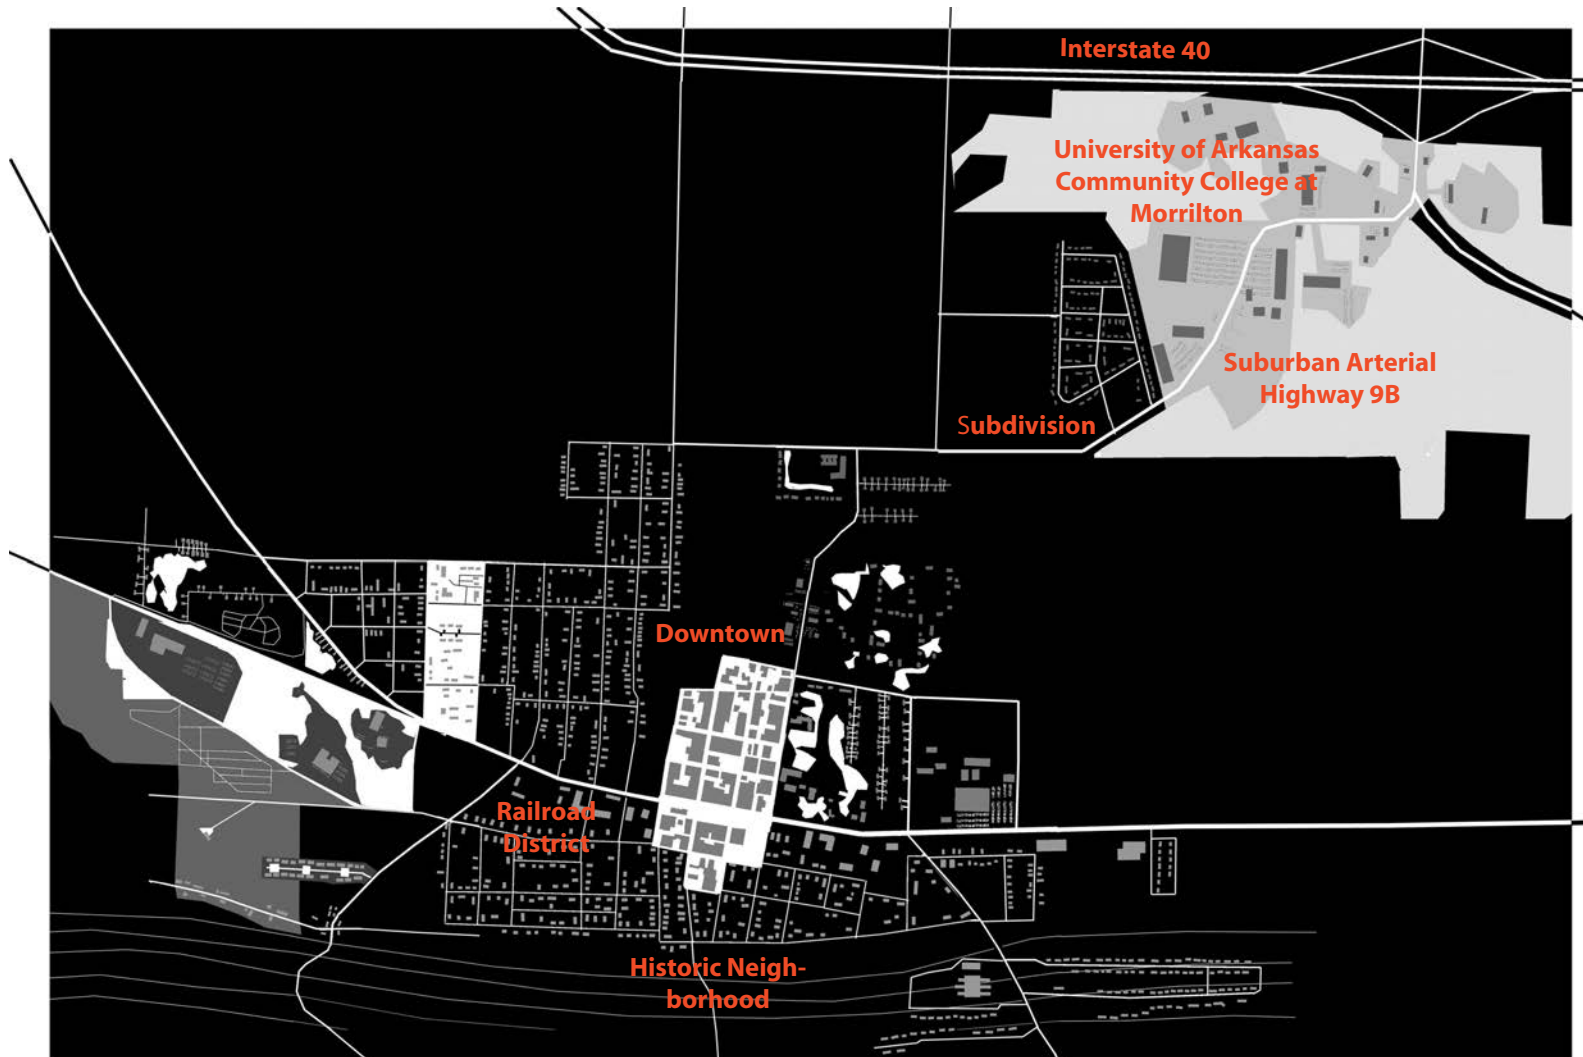 Interstate 40
University of Arkansas
Community College at
Morrilton
Suburban Arterial
Highway 9B
Subdivision
Downtown
Railroad
District
Historic Neigh-
borhood